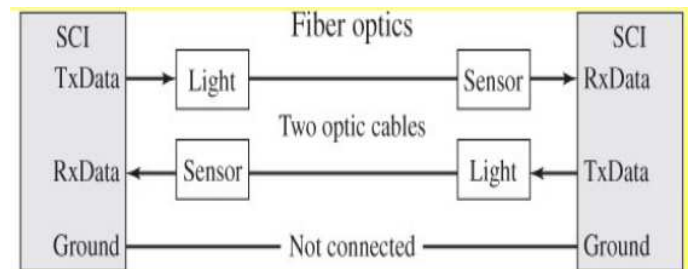 Fiber optics
SCI
SCI
TxData
Light
Sensor
RxData
Two optic cables
RxData
Sensor
Light
TxData
Ground
Not connected
Ground